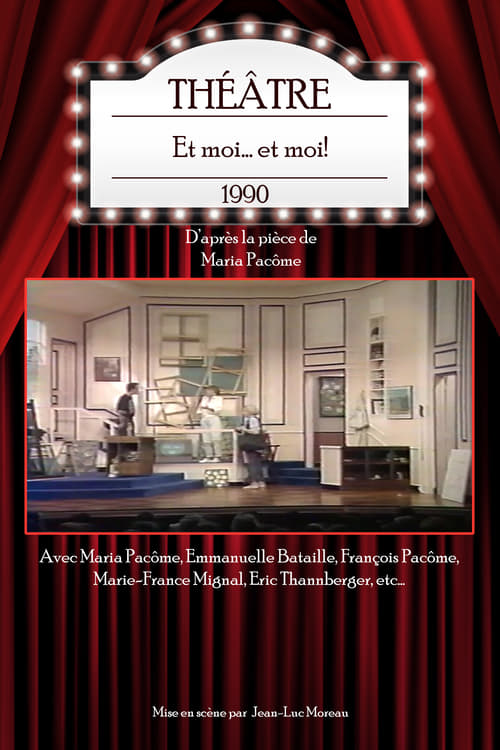 THÉÂTRE
Et moi... et moi!
1990
D'après la pièce de
Maria Pacôme
Avec Maria Pacôme, Emmanuelle Bataille, François Pacôme,
Marie-France Mignal, Eric Thannberger, etc...
Mise en scène par Jean-Luc Moreau